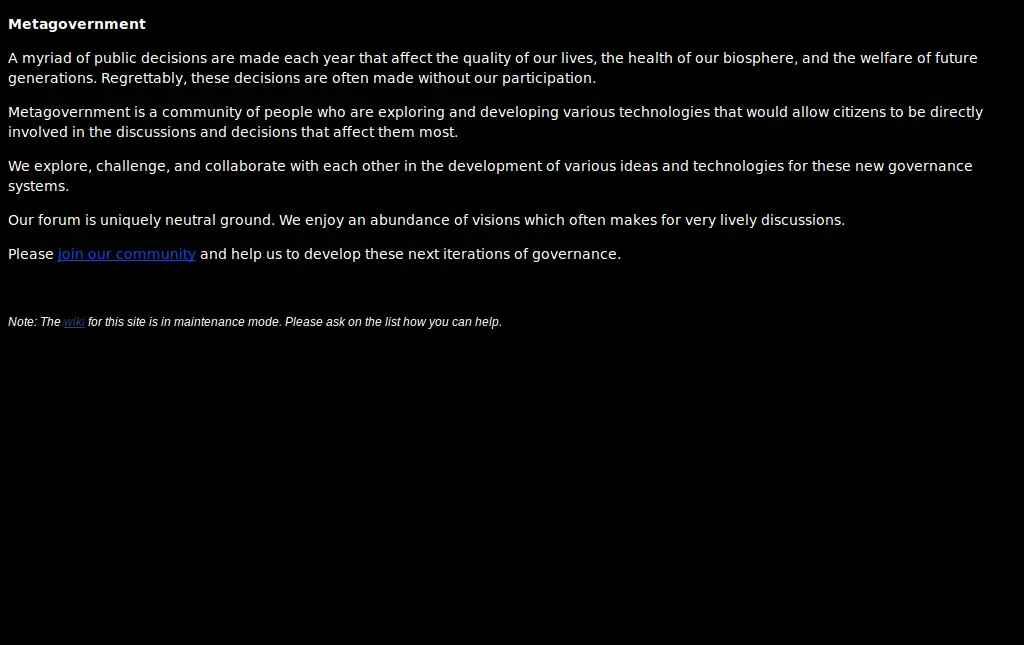 Metagovernment
A myriad of public decisions are made each year that affect the quality of our lives, the health of our biosphere, and the welfare of future
generations. Regrettably, these decisions are often made without our participation.
Metagovernment is a community of people who are exploring and developing various technologies that would allow citizens to be directly
involved in the discussions and decisions that affect them most.
We explore, challenge, and collaborate with each other in the development of various ideas and technologies for these new governance
systems.
Our forum is uniquely neutral ground. We enjoy an abundance of visions which often makes for very lively discussions.
Please join our community and help us to develop these next iterations of governance.
Note: The wiki for this site is in maintenance mode. Please ask on the list how you can help.